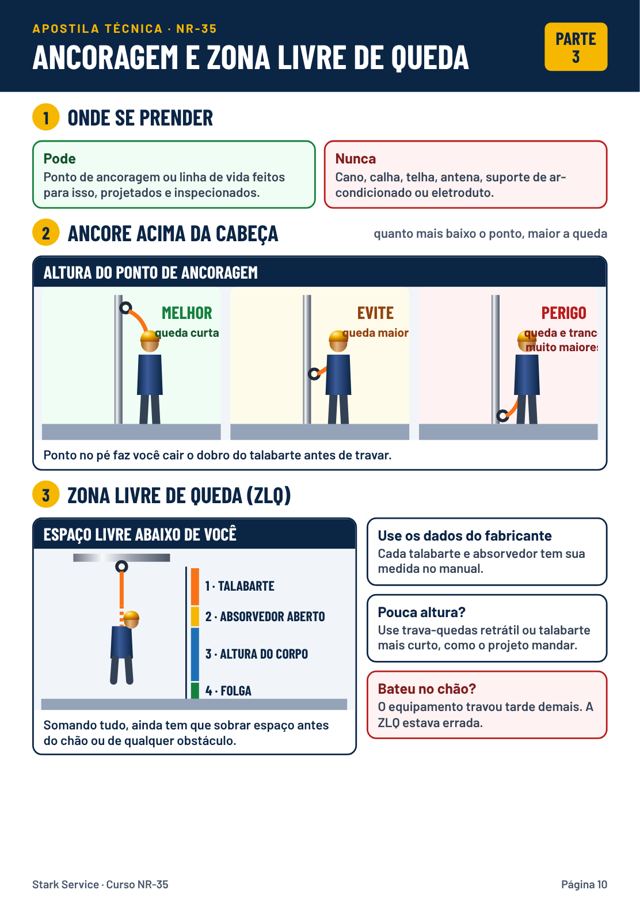 APOSTILA TÉCNICA · NR-35
ANCORAGEM E ZONA LIVRE DE QUEDA
PARTE
3
1 ONDE SE PRENDER
Pode
Ponto de ancoragem ou linha de vida feitos
para isso, projetados e inspecionados.
Nunca
Cano, calha, telha, antena, suporte de ar-
condicionado ou eletroduto.
2 ANCORE ACIMA DA CABEÇA
quanto mais baixo o ponto, maior a queda
ALTURA DO PONTO DE ANCORAGEM
MELHOR
queda curta
EVITE
queda maior
PERIGO
queda e tranc
muito maiores
Ponto no pé faz você cair o dobro do talabarte antes de travar.
3 ZONA LIVRE DE QUEDA (ZLQ)
ESPAÇO LIVRE ABAIXO DE VOCÊ
1 · TALABARTE
2 · ABSORVEDOR ABERTO
3 · ALTURA DO CORPO
4 · FOLGA
Somando tudo, ainda tem que sobrar espaço antes
do chão ou de qualquer obstáculo.
Use os dados do fabricante
Cada talabarte e absorvedor tem sua
medida no manual.
Pouca altura?
Use trava-quedas retrátil ou talabarte
mais curto, como o projeto mandar.
Bateu no chão?
O equipamento travou tarde demais. A
ZLQ estava errada.
Stark Service · Curso NR-35
Página 10